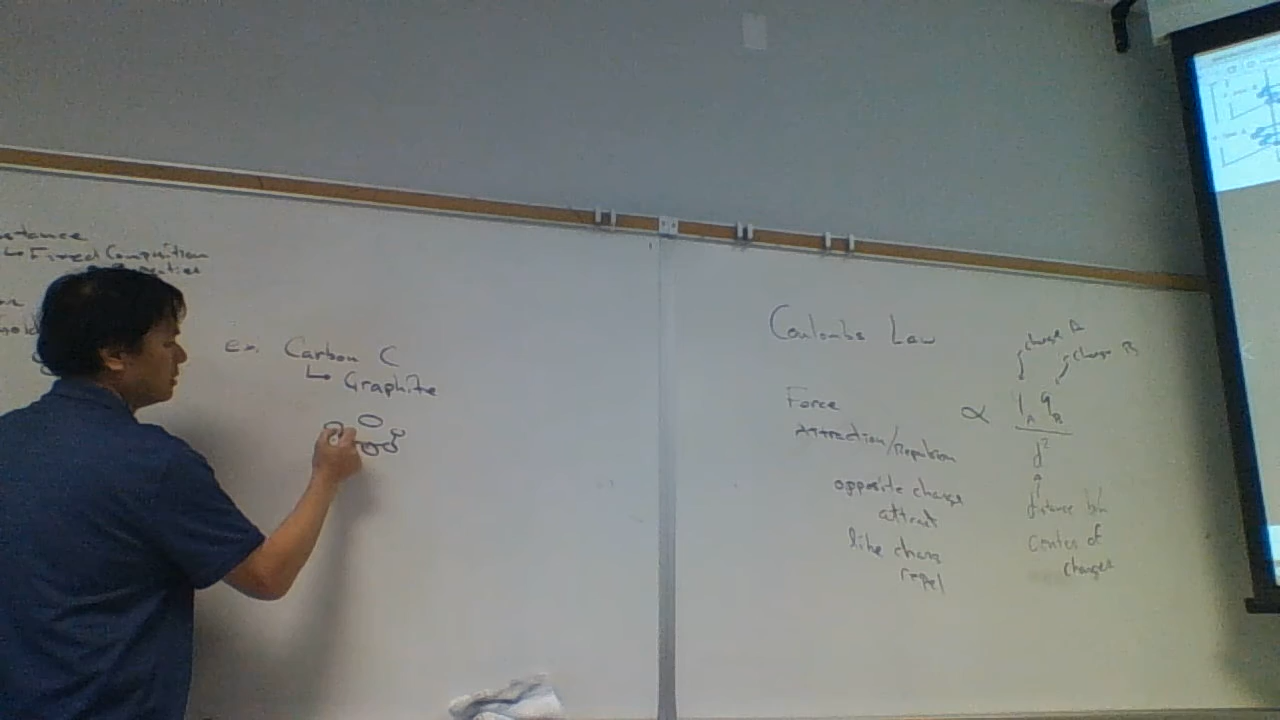 Fixed Composition
Ex. Carbon C
Graphite
Coulombs Law
charge A
charge B
Force
Attraction/Repulsion
∝
q_A q_B
d²
opposite charge
attract
like charge
repel
distance b/w
center of
charges